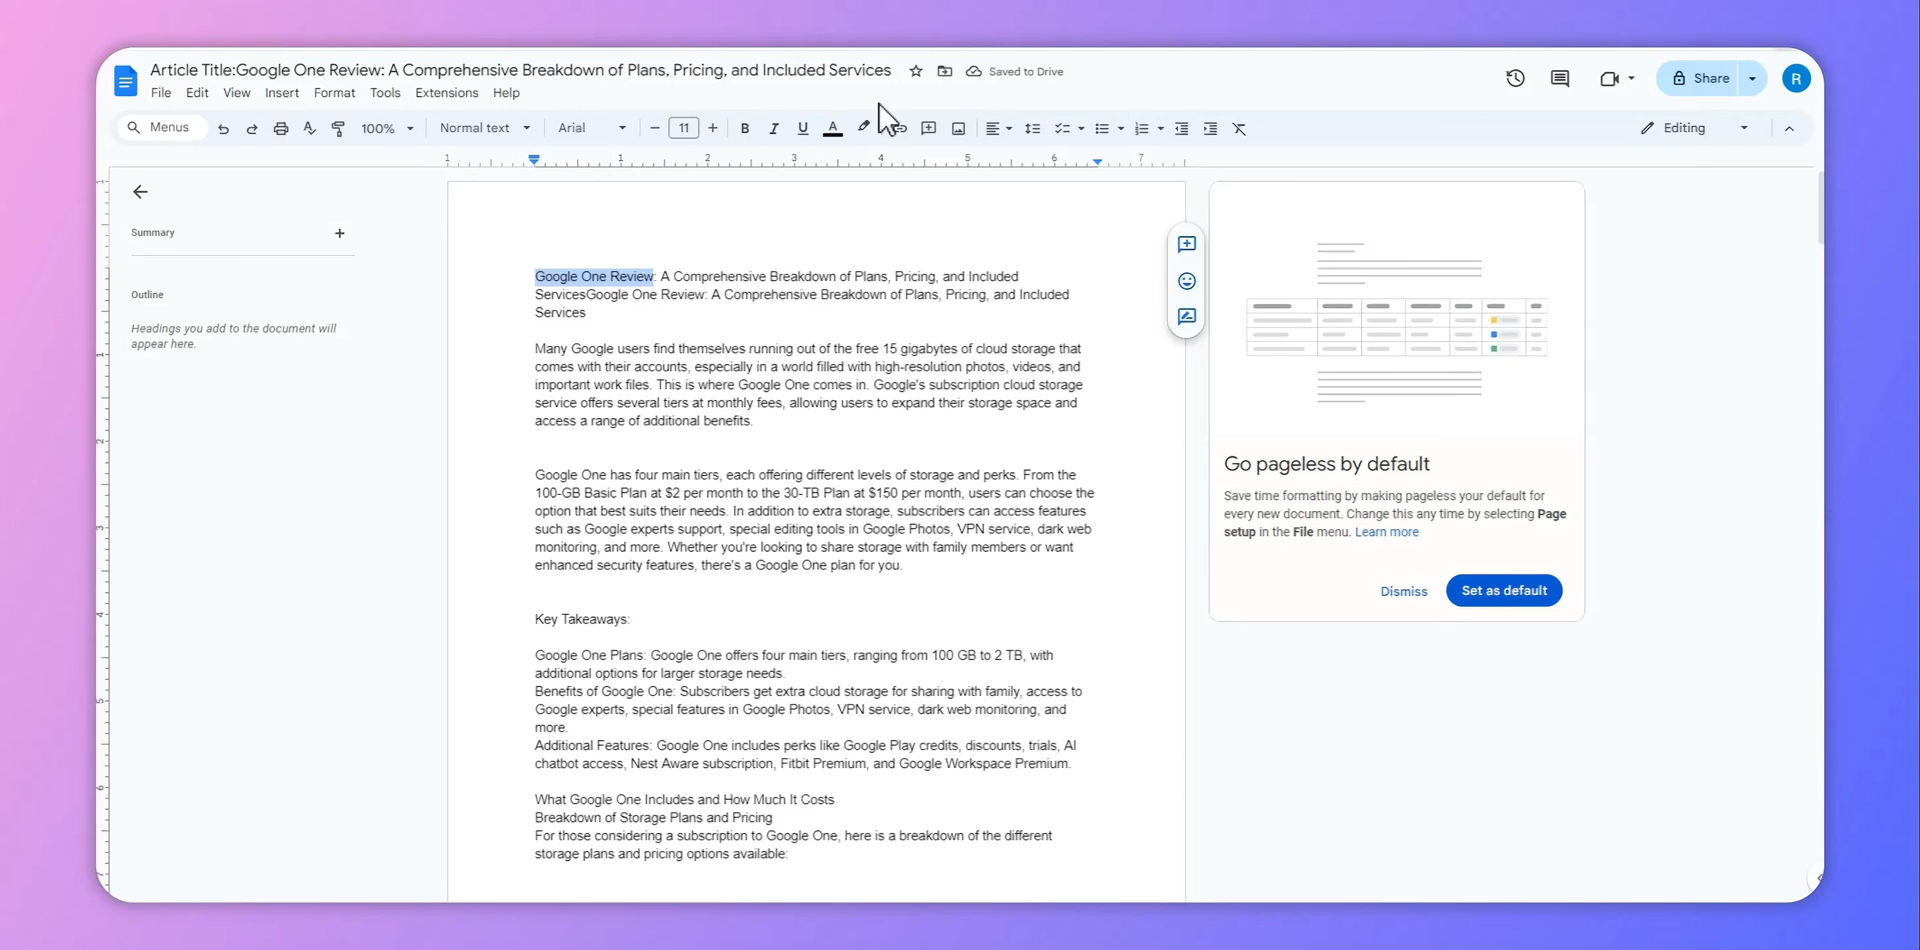 Article Title:Google One Review: A Comprehensive Breakdown of Plans, Pricing, and Included Services
Saved to Drive
Share
R
File Edit View Insert Format Tools Extensions Help
Menus
100%
Normal text
Arial
11
B
I
U
A
Editing
1 1 2 3 4 5 6 7
Summary
Outline
Headings you add to the document will
appear here.
1
1
2
3
4
5
6
Google One Review: A Comprehensive Breakdown of Plans, Pricing, and Included
ServicesGoogle One Review: A Comprehensive Breakdown of Plans, Pricing, and Included
Services
Many Google users find themselves running out of the free 15 gigabytes of cloud storage that
comes with their accounts, especially in a world filled with high-resolution photos, videos, and
important work files. This is where Google One comes in. Google's subscription cloud storage
service offers several tiers at monthly fees, allowing users to expand their storage space and
access a range of additional benefits.
Google One has four main tiers, each offering different levels of storage and perks. From the
100-GB Basic Plan at $2 per month to the 30-TB Plan at $150 per month, users can choose the
option that best suits their needs. In addition to extra storage, subscribers can access features
such as Google experts support, special editing tools in Google Photos, VPN service, dark web
monitoring, and more. Whether you're looking to share storage with family members or want
enhanced security features, there's a Google One plan for you.
Key Takeaways:
Google One Plans: Google One offers four main tiers, ranging from 100 GB to 2 TB, with
additional options for larger storage needs.
Benefits of Google One: Subscribers get extra cloud storage for sharing with family, access to
Google experts, special features in Google Photos, VPN service, dark web monitoring, and
more.
Additional Features: Google One includes perks like Google Play credits, discounts, trials, AI
chatbot access, Nest Aware subscription, Fitbit Premium, and Google Workspace Premium.
What Google One Includes and How Much It Costs
Breakdown of Storage Plans and Pricing
For those considering a subscription to Google One, here is a breakdown of the different
storage plans and pricing options available:
Go pageless by default
Save time formatting by making pageless your default for
every new document. Change this any time by selecting Page
setup in the File menu. Learn more
Dismiss
Set as default